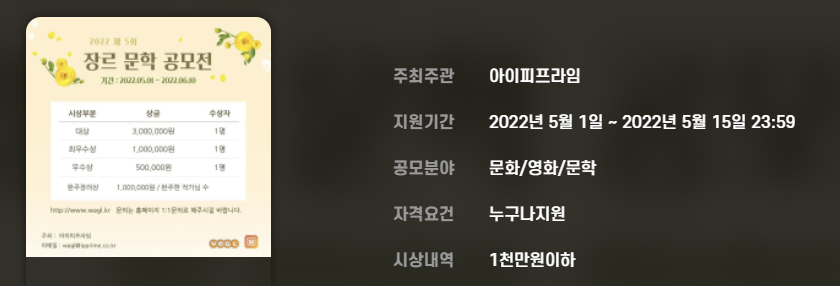 2022 제 5회
장르 문학 공모전
기간 : 2022.05.01 ~ 2022.06.10
시상부문 상금 수상자
대상 3,000,000원 1명
최우수상 1,000,000원 1명
우수상 500,000원 1명
완주장려상 1,000,000원 / 완주한 작가님 수
http://www.wagl.kr 문의는 홈페이지 1:1문의로 해주시길 바랍니다.
주최 : 아이피프라임
이메일 : wagl@ipprime.co.kr
WAGL
주최주관 아이피프라임
지원기간 2022년 5월 1일 ~ 2022년 5월 15일 23:59
공모분야 문화/영화/문학
자격요건 누구나지원
시상내역 1천만원이하